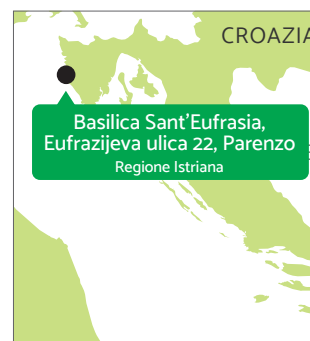 CROAZIA
Basilica Sant'Eufrasia,
Eufrazijeva ulica 22, Parenzo
Regione Istriana